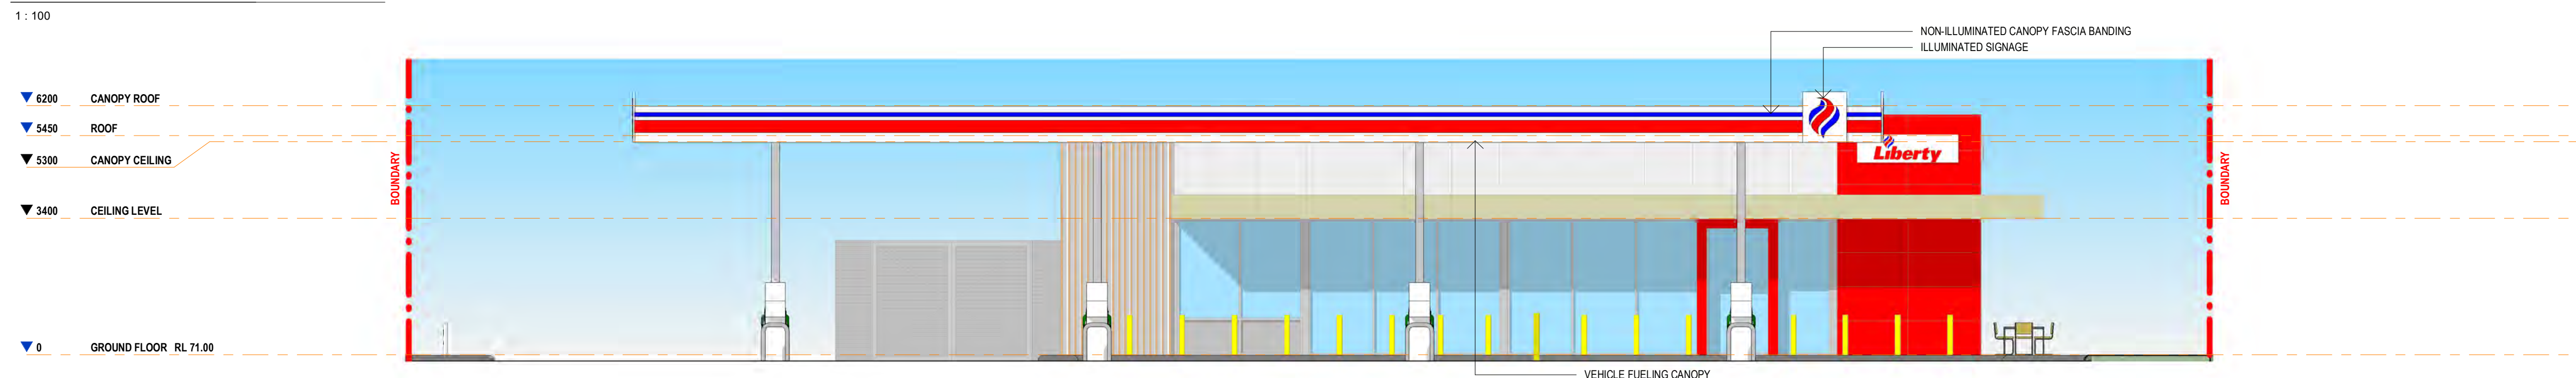 1 : 100
NON-ILLUMINATED CANOPY FASCIA BANDING
ILLUMINATED SIGNAGE
6200 CANOPY ROOF
5450 ROOF
5300 CANOPY CEILING
BOUNDARY
Liberty
BOUNDARY
3400 CEILING LEVEL
0 GROUND FLOOR RL 71.00
VEHICLE FUELING CANOPY